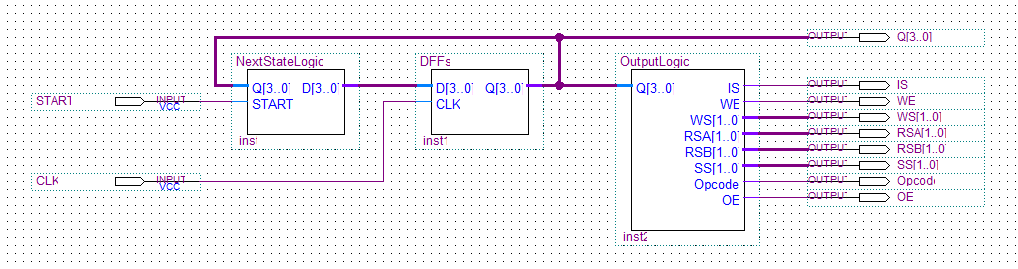 OUTPUT Q[3..0]
NextStateLogic DFFs OutputLogic
Q[3..0] D[3..0] D[3..0] Q[3..0] Q[3..0] IS OUTPUT IS
START INPUT VCC START CLK WE OUTPUT WE
WS[1..0] OUTPUT WS[1..0]
RSA[1..0] OUTPUT RSA[1..0]
inst inst1 RSB[1..0] OUTPUT RSB[1..0]
SS[1..0] OUTPUT SS[1..0]
CLK INPUT VCC Opcode OUTPUT Opcode
OE OUTPUT OE
inst2